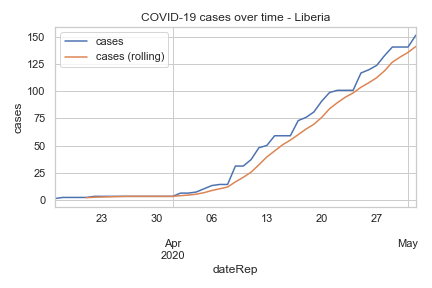 COVID-19 cases over time - Liberia
cases
cases (rolling)
150
125
100
75
50
25
0
cases
23 30 06 13 20 27
Apr May
2020
dateRep